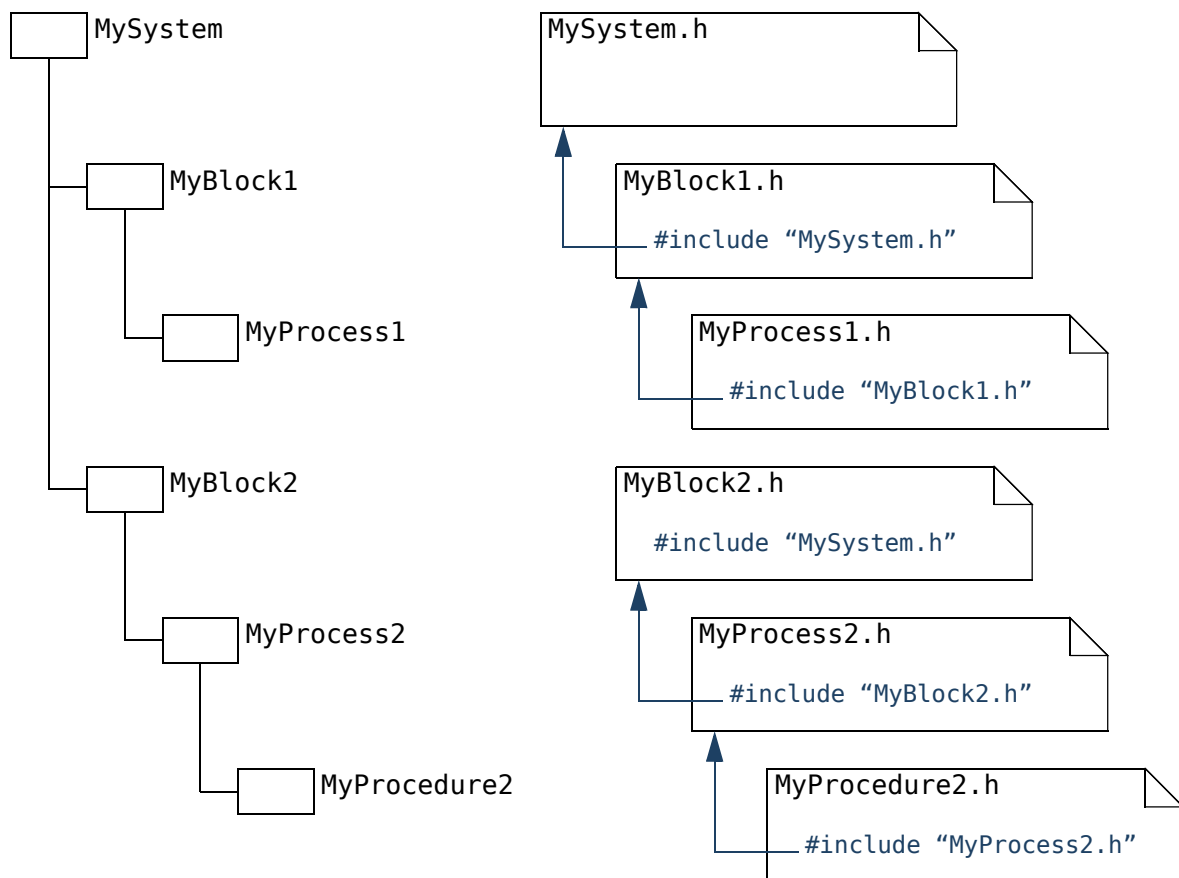 MySystem
MySystem.h
MyBlock1
MyBlock1.h
#include “MySystem.h”
MyProcess1
MyProcess1.h
#include “MyBlock1.h”
MyBlock2
MyBlock2.h
#include “MySystem.h”
MyProcess2
MyProcess2.h
#include “MyBlock2.h”
MyProcedure2
MyProcedure2.h
#include “MyProcess2.h”